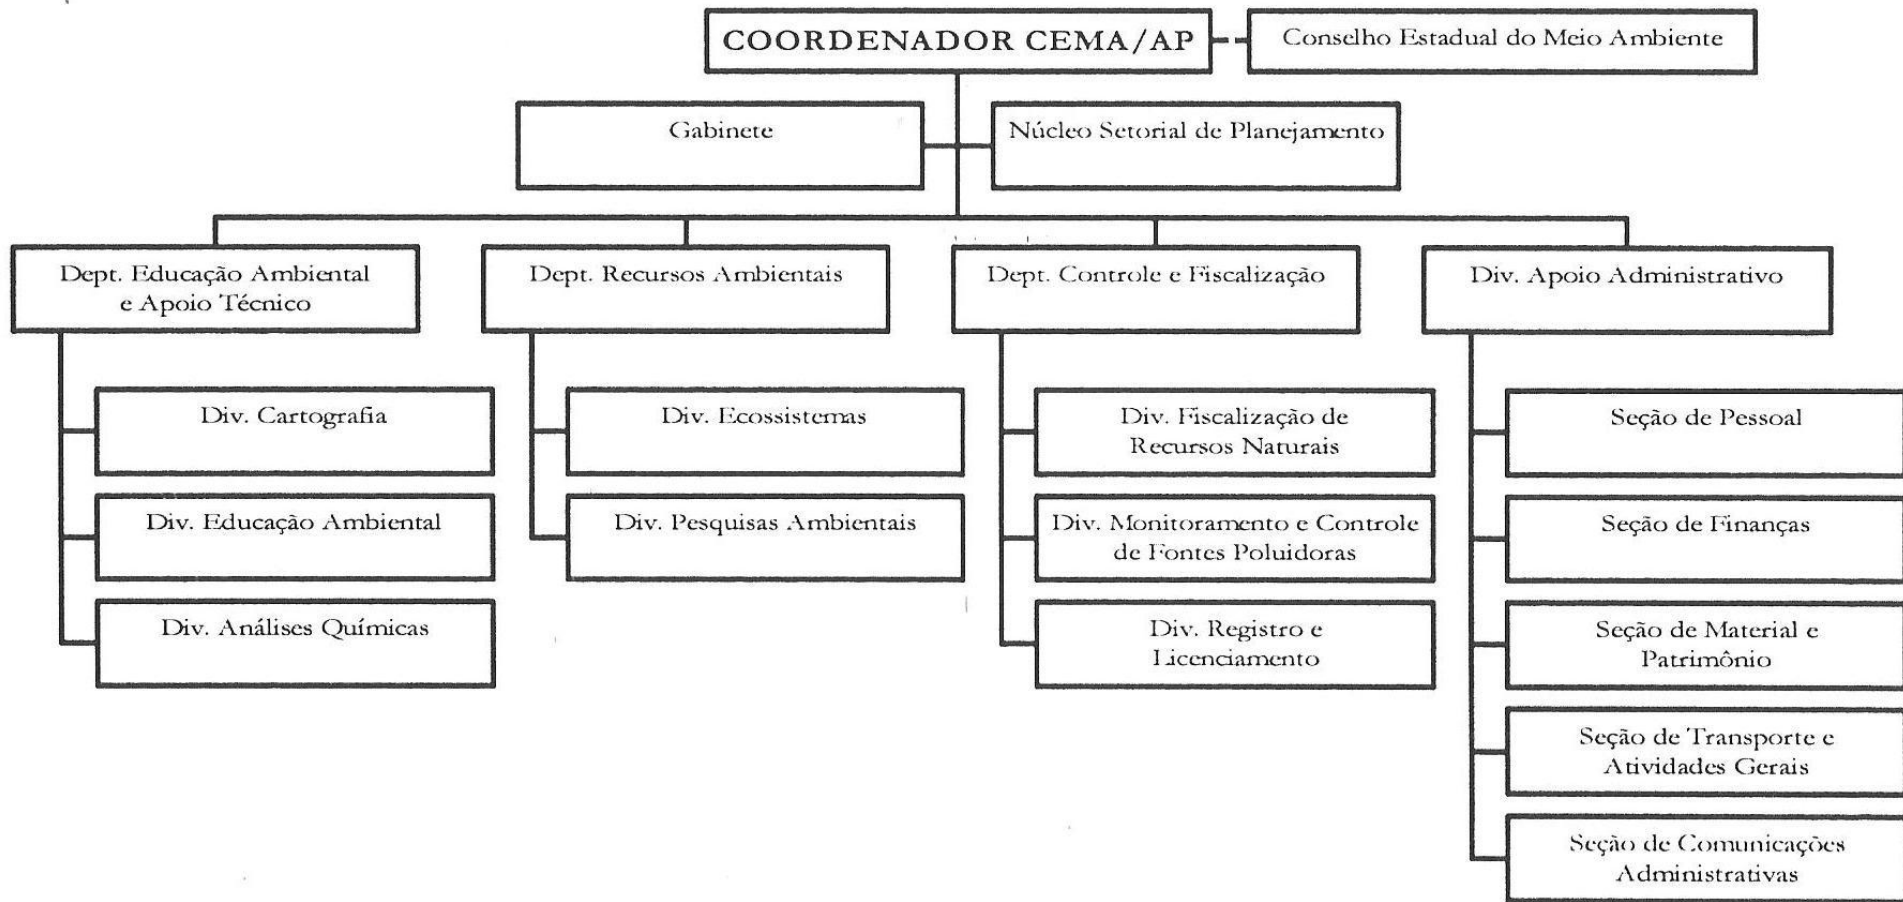 COORDENADOR CEMA/AP
Conselho Estadual do Meio Ambiente
Gabinete
Núcleo Setorial de Planejamento
Dept. Educação Ambiental
e Apoio Técnico
Dept. Recursos Ambientais
Dept. Controle e Fiscalização
Div. Apoio Administrativo
Div. Cartografia
Div. Educação Ambiental
Div. Análises Químicas
Div. Ecossistemas
Div. Pesquisas Ambientais
Div. Fiscalização de
Recursos Naturais
Div. Monitoramento e Controle
de Fontes Poluidoras
Div. Registro e
Licenciamento
Seção de Pessoal
Seção de Finanças
Seção de Material e
Patrimônio
Seção de Transporte e
Atividades Gerais
Seção de Comunicações
Administrativas